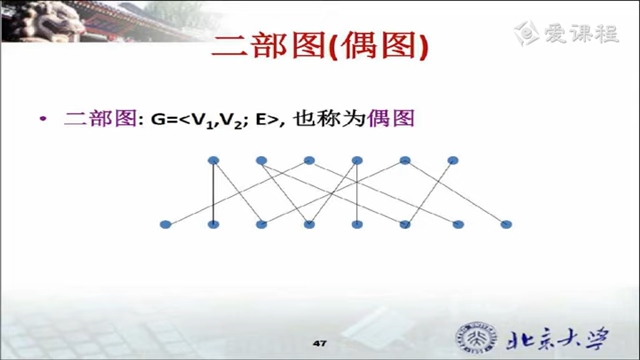 爱课程
二部图(偶图)
• 二部图: G=<V₁,V₂; E>, 也称为偶图
47
北京大学